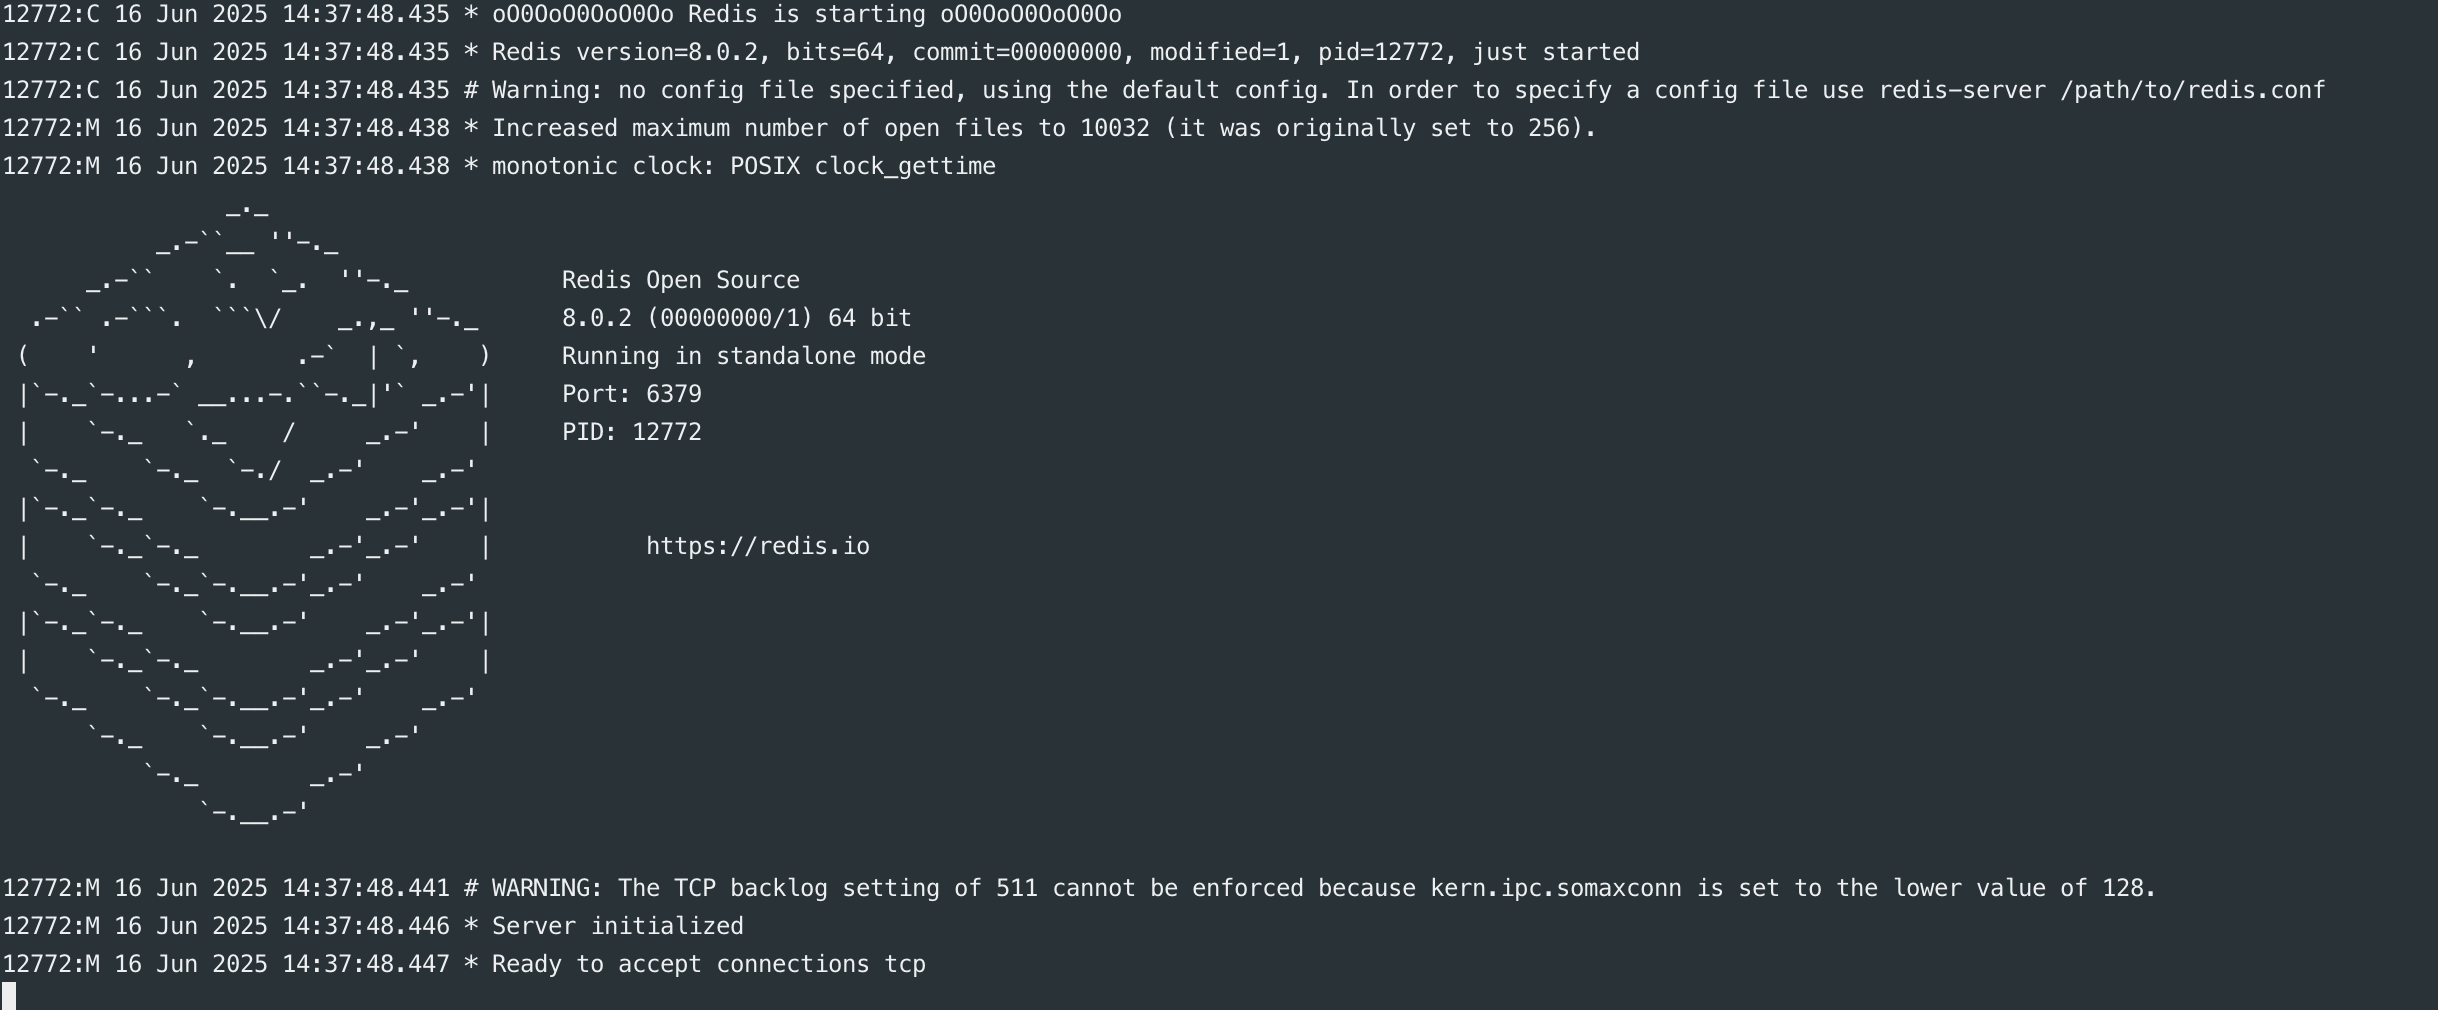 12772:C 16 Jun 2025 14:37:48.435 * oO0OoO0OoO0Oo Redis is starting oO0OoO0OoO0Oo
12772:C 16 Jun 2025 14:37:48.435 * Redis version=8.0.2, bits=64, commit=00000000, modified=1, pid=12772, just started
12772:C 16 Jun 2025 14:37:48.435 # Warning: no config file specified, using the default config. In order to specify a config file use redis-server /path/to/redis.conf
12772:M 16 Jun 2025 14:37:48.438 * Increased maximum number of open files to 10032 (it was originally set to 256).
12772:M 16 Jun 2025 14:37:48.438 * monotonic clock: POSIX clock_gettime
Redis Open Source
8.0.2 (00000000/1) 64 bit
Running in standalone mode
Port: 6379
PID: 12772
https://redis.io
12772:M 16 Jun 2025 14:37:48.441 # WARNING: The TCP backlog setting of 511 cannot be enforced because kern.ipc.somaxconn is set to the lower value of 128.
12772:M 16 Jun 2025 14:37:48.446 * Server initialized
12772:M 16 Jun 2025 14:37:48.447 * Ready to accept connections tcp